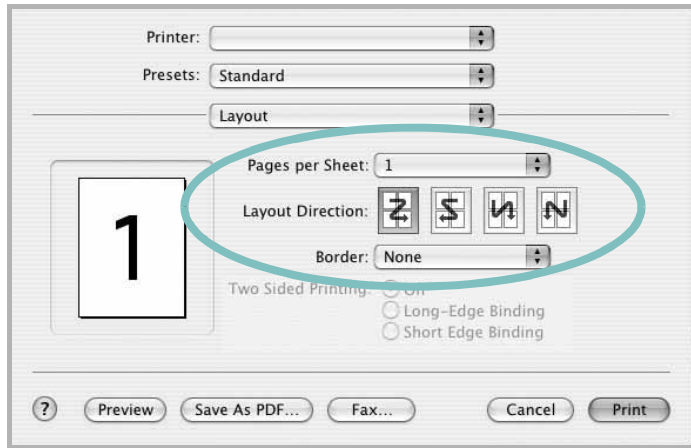 Printer:
Presets: Standard
Layout
Pages per Sheet: 1
Layout Direction:
Border: None
1
Two Sided Printing: Off
Long-Edge Binding
Short Edge Binding
? Preview Save As PDF... Fax... Cancel Print